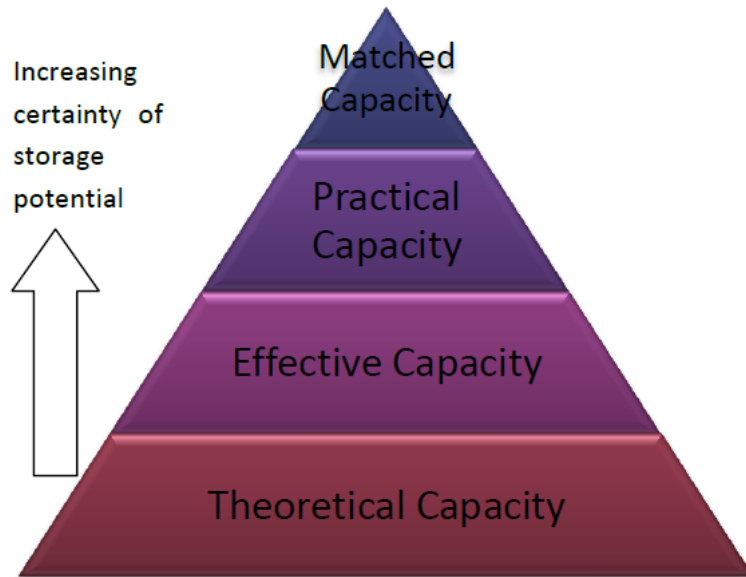 Matched
Capacity
Increasing
certainty of
storage
potential
Practical
Capacity
Effective Capacity
Theoretical Capacity